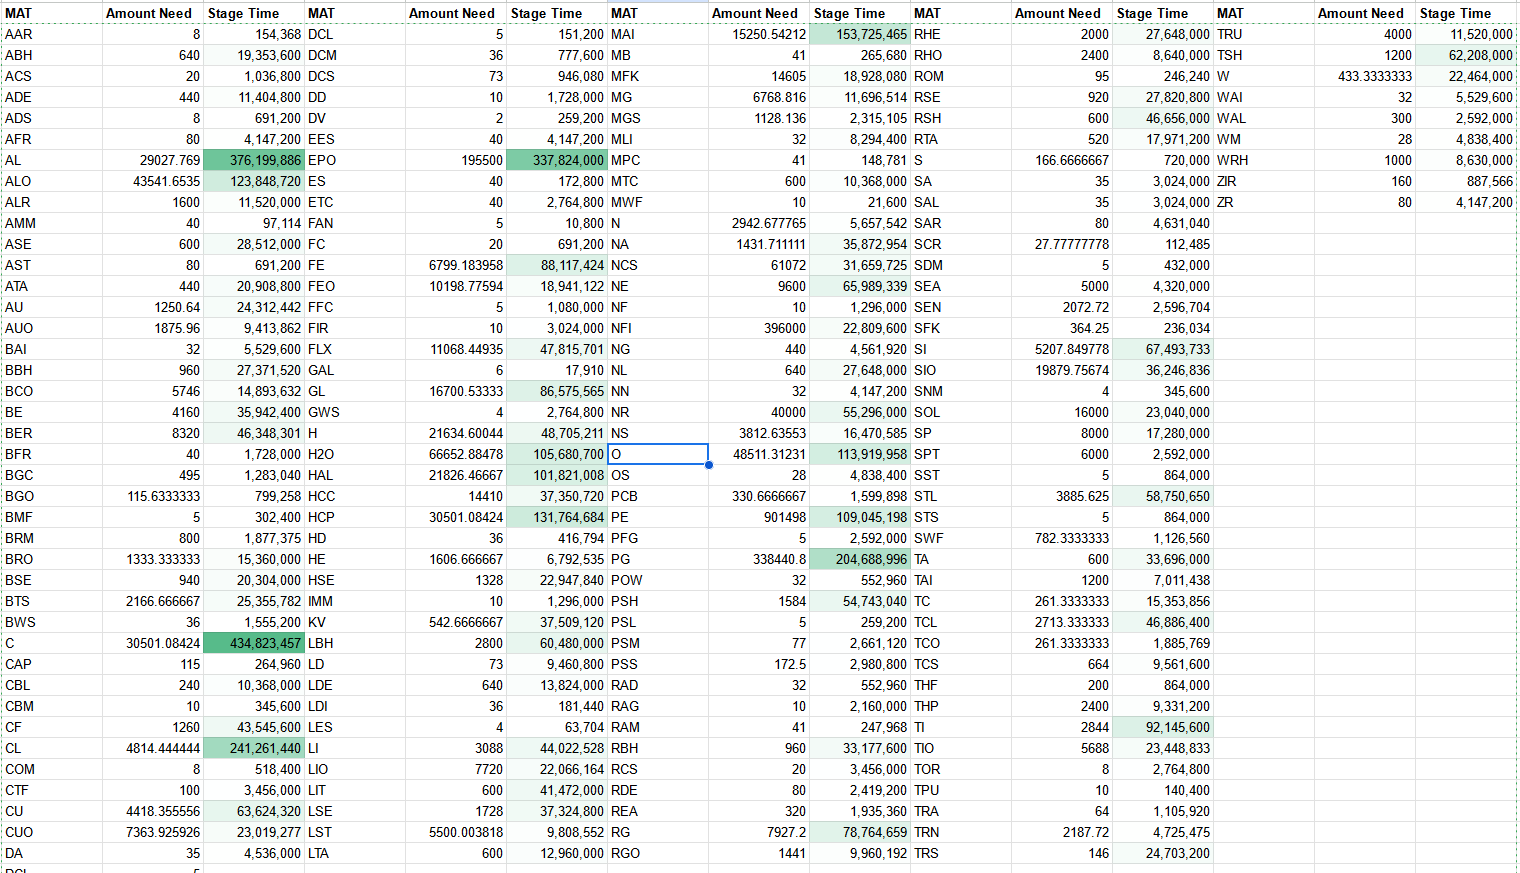 MAT Amount Need Stage Time MAT Amount Need Stage Time MAT Amount Need Stage Time MAT Amount Need Stage Time MAT Amount Need Stage Time
AAR 8 154,368 DCL 5 151,200 MAI 15250.54212 153,725,465 RHE 2000 27,648,000 TRU 4000 11,520,000
ABH 640 19,353,600 DCM 36 777,600 MB 41 265,680 RHO 2400 8,640,000 TSH 1200 62,208,000
ACS 20 1,036,800 DCS 73 946,080 MFK 14605 18,928,080 ROM 95 246,240 W 433.3333333 22,464,000
ADE 440 11,404,800 DD 10 1,728,000 MG 6768.816 11,696,514 RSE 920 27,820,800 WAI 32 5,529,600
ADS 8 691,200 DV 2 259,200 MGS 1128.136 2,315,105 RSH 600 46,656,000 WAL 300 2,592,000
AFR 80 4,147,200 EES 40 4,147,200 MLI 32 8,294,400 RTA 520 17,971,200 WM 28 4,838,400
AL 29027.769 376,199,886 EPO 195500 337,824,000 MPC 41 148,781 S 166.6666667 720,000 WRH 1000 8,630,000
ALO 43541.6535 123,848,720 ES 40 172,800 MTC 600 10,368,000 SA 35 3,024,000 ZIR 160 887,566
ALR 1600 11,520,000 ETC 40 2,764,800 MWF 10 21,600 SAL 35 3,024,000 ZR 80 4,147,200
AMM 40 97,114 FAN 5 10,800 N 2942.677765 5,657,542 SAR 80 4,631,040
ASE 600 28,512,000 FC 20 691,200 NA 1431.711111 35,872,954 SCR 27.77777778 112,485
AST 80 691,200 FE 6799.183958 88,117,424 NCS 61072 31,659,725 SDM 5 432,000
ATA 440 20,908,800 FEO 10198.77594 18,941,122 NE 9600 65,989,339 SEA 5000 4,320,000
AU 1250.64 24,312,442 FFC 5 1,080,000 NF 10 1,296,000 SEN 2072.72 2,596,704
AUO 1875.96 9,413,862 FIR 10 3,024,000 NFI 396000 22,809,600 SFK 364.25 236,034
BAI 32 5,529,600 FLX 11068.44935 47,815,701 NG 440 4,561,920 SI 5207.849778 67,493,733
BBH 960 27,371,520 GAL 6 17,910 NL 640 27,648,000 SIO 19879.75674 36,246,836
BCO 5746 14,893,632 GL 16700.53333 86,575,565 NN 32 4,147,200 SNM 4 345,600
BE 4160 35,942,400 GWS 4 2,764,800 NR 40000 55,296,000 SOL 16000 23,040,000
BER 8320 46,348,301 H 21634.60044 48,705,211 NS 3812.63553 16,470,585 SP 8000 17,280,000
BFR 40 1,728,000 H2O 66652.88478 105,680,700 O 48511.31231 113,919,958 SPT 6000 2,592,000
BGC 495 1,283,040 HAL 21826.46667 101,821,008 OS 28 4,838,400 SST 5 864,000
BGO 115.6333333 799,258 HCC 14410 37,350,720 PCB 330.6666667 1,599,898 STL 3885.625 58,750,650
BMF 5 302,400 HCP 30501.08424 131,764,684 PE 901498 109,045,198 STS 5 864,000
BRM 800 1,877,375 HD 36 416,794 PFG 5 2,592,000 SWF 782.3333333 1,126,560
BRO 1333.333333 15,360,000 HE 1606.666667 6,792,535 PG 338440.8 204,688,996 TA 600 33,696,000
BSE 940 20,304,000 HSE 1328 22,947,840 POW 32 552,960 TAI 1200 7,011,438
BTS 2166.666667 25,355,782 IMM 10 1,296,000 PSH 1584 54,743,040 TC 261.3333333 15,353,856
BWS 36 1,555,200 KV 542.6666667 37,509,120 PSL 5 259,200 TCL 2713.333333 46,886,400
C 30501.08424 434,823,457 LBH 2800 60,480,000 PSM 77 2,661,120 TCO 261.3333333 1,885,769
CAP 115 264,960 LD 73 9,460,800 PSS 172.5 2,980,800 TCS 664 9,561,600
CBL 240 10,368,000 LDE 640 13,824,000 RAD 32 552,960 THF 200 864,000
CBM 10 345,600 LDI 36 181,440 RAG 10 2,160,000 THP 2400 9,331,200
CF 1260 43,545,600 LES 4 63,704 RAM 41 247,968 TI 2844 92,145,600
CL 4814.444444 241,261,440 LI 3088 44,022,528 RBH 960 33,177,600 TIO 5688 23,448,833
COM 8 518,400 LIO 7720 22,066,164 RCS 20 3,456,000 TOR 8 2,764,800
CTF 100 3,456,000 LIT 600 41,472,000 RDE 80 2,419,200 TPU 10 140,400
CU 4418.355556 63,624,320 LSE 1728 37,324,800 REA 320 1,935,360 TRA 64 1,105,920
CUO 7363.925926 23,019,277 LST 5500.003818 9,808,552 RG 7927.2 78,764,659 TRN 2187.72 4,725,475
DA 35 4,536,000 LTA 600 12,960,000 RGO 1441 9,960,192 TRS 146 24,703,200